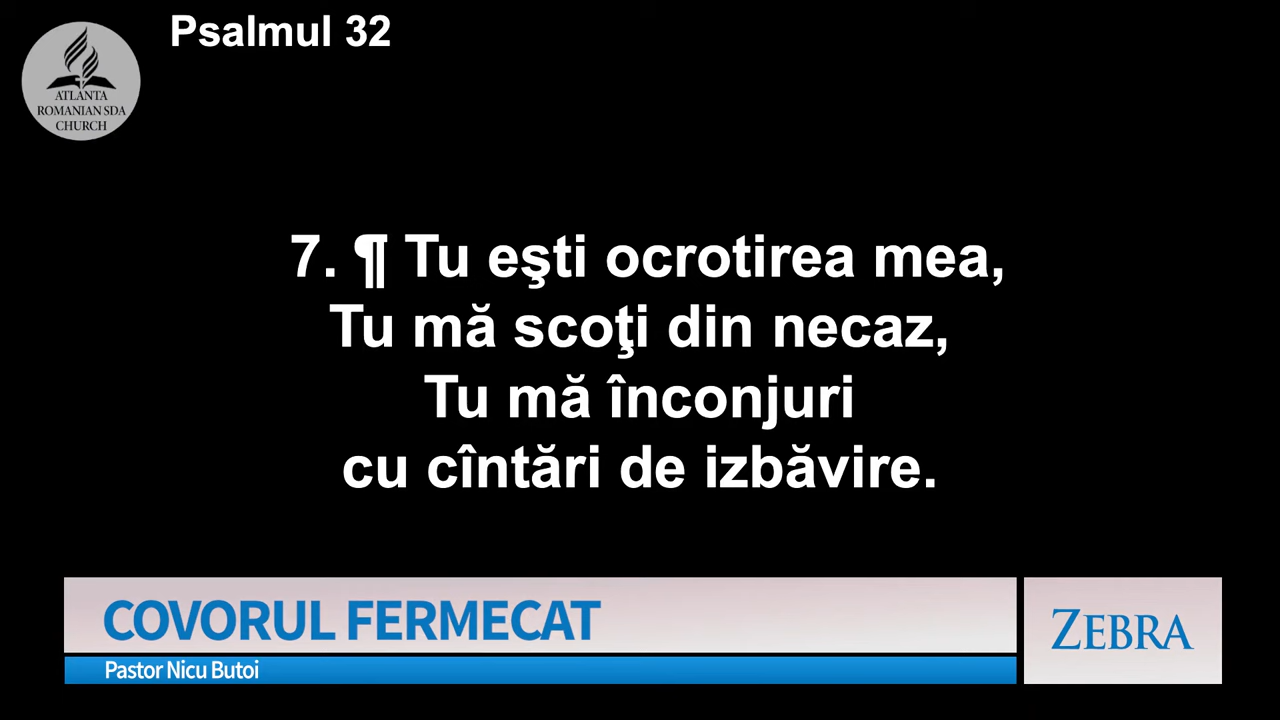 Psalmul 32
ATLANTA
ROMANIAN SDA
CHURCH
7. ¶ Tu eşti ocrotirea mea,
Tu mă scoţi din necaz,
Tu mă înconjuri
cu cîntări de izbăvire.
COVORUL FERMECAT
Pastor Nicu Butoi
ZEBRA